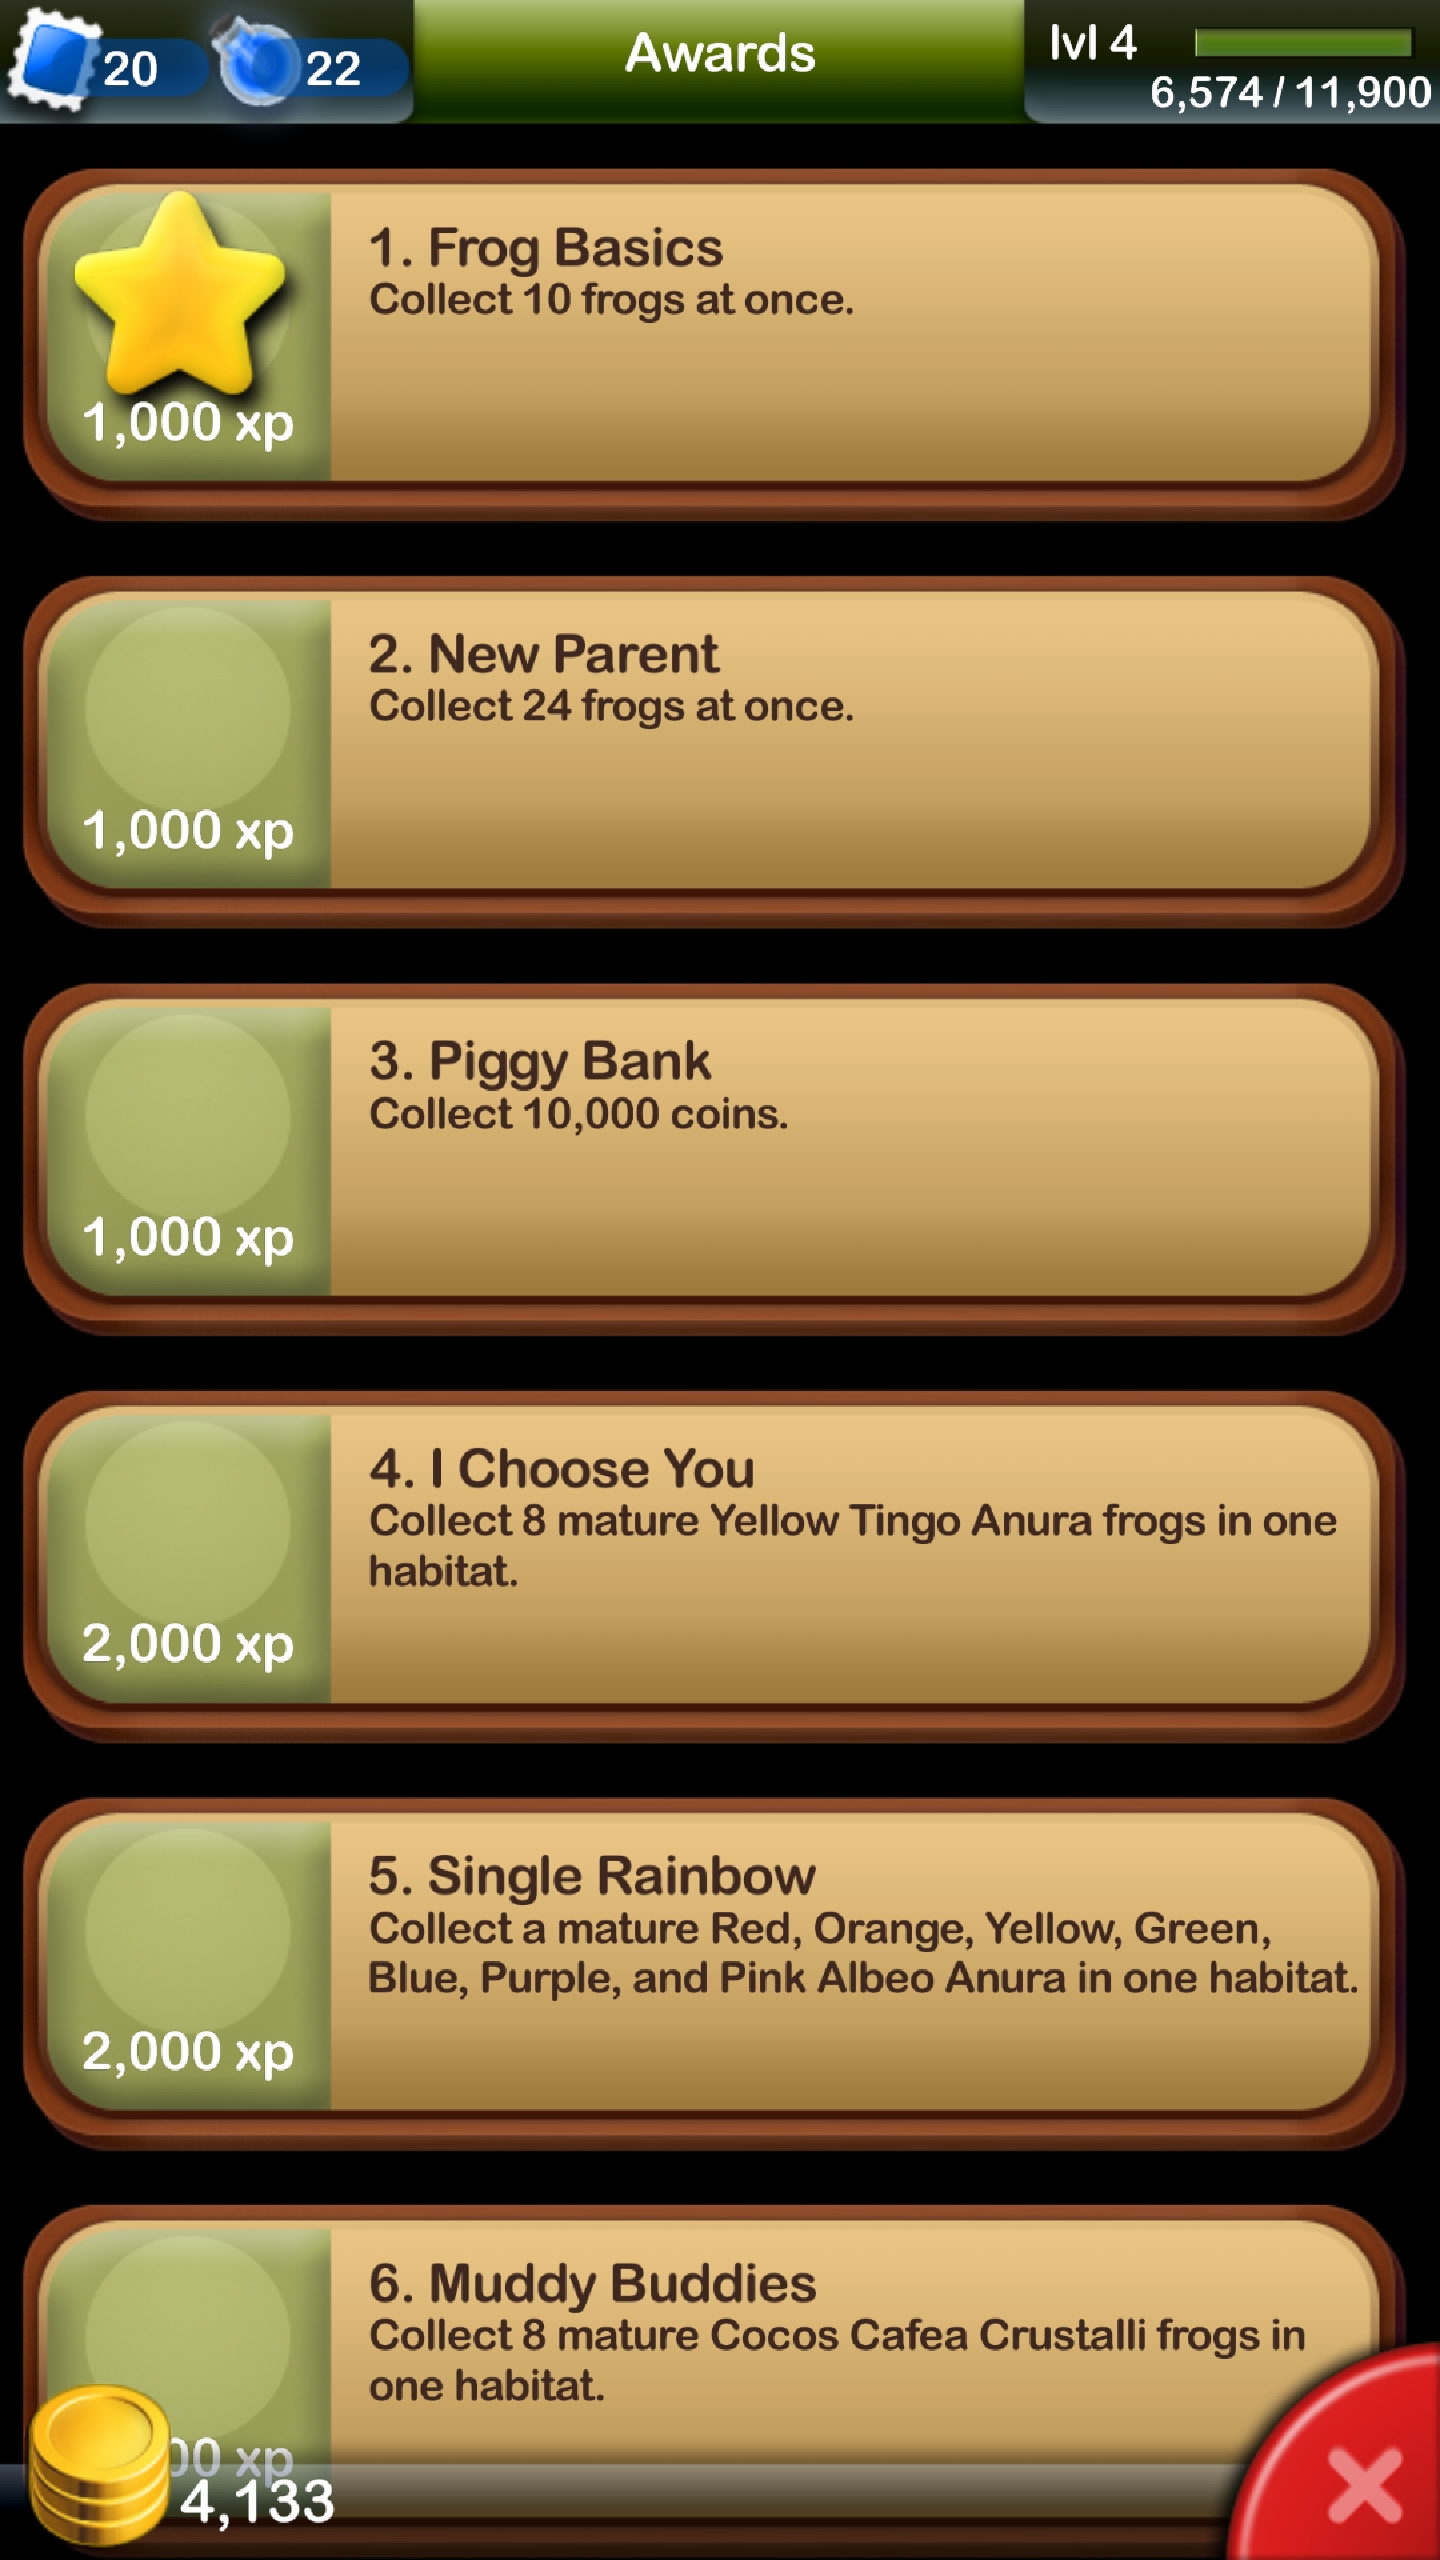 20
22
Awards
lvl 4
6,574 / 11,900
1. Frog Basics
Collect 10 frogs at once.
1,000 xp
2. New Parent
Collect 24 frogs at once.
1,000 xp
3. Piggy Bank
Collect 10,000 coins.
1,000 xp
4. I Choose You
Collect 8 mature Yellow Tingo Anura frogs in one
habitat.
2,000 xp
5. Single Rainbow
Collect a mature Red, Orange, Yellow, Green,
Blue, Purple, and Pink Albeo Anura in one habitat.
2,000 xp
6. Muddy Buddies
Collect 8 mature Cocos Cafea Crustalli frogs in
one habitat.
xp
4,133